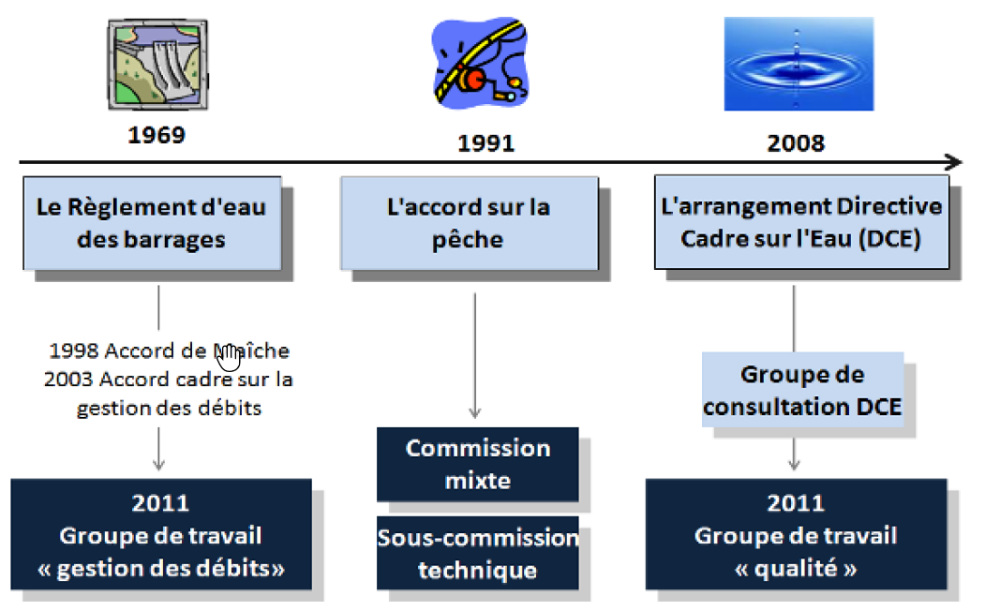 1969
1991
2008
Le Règlement d'eau
des barrages
L'accord sur la
pêche
L'arrangement Directive
Cadre sur l'Eau (DCE)
1998 Accord de Maîche
2003 Accord cadre sur la
gestion des débits
Groupe de
consultation DCE
Commission
mixte
Sous-commission
technique
2011
Groupe de travail
« gestion des débits»
2011
Groupe de travail
« qualité »